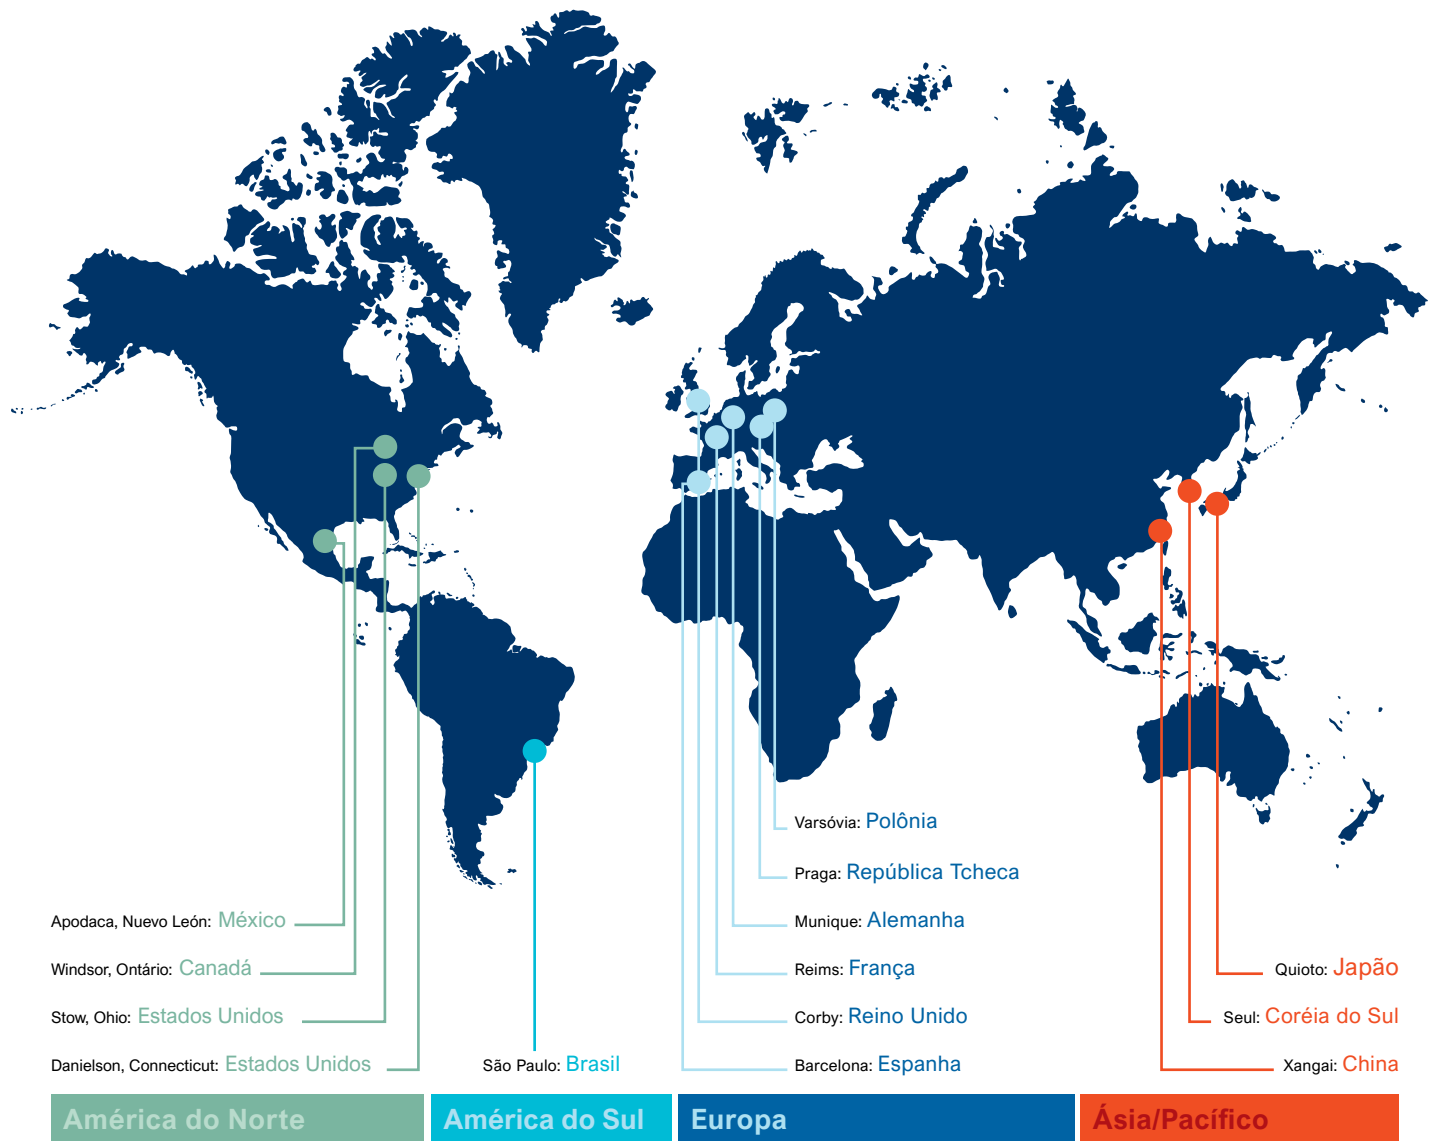 Apodaca, Nuevo León: México
Windsor, Ontário: Canadá
Stow, Ohio: Estados Unidos
Danielson, Connecticut: Estados Unidos
América do Norte
São Paulo: Brasil
América do Sul
Varsóvia: Polônia
Praga: República Tcheca
Munique: Alemanha
Reims: França
Corby: Reino Unido
Barcelona: Espanha
Europa
Quioto: Japão
Seul: Coréia do Sul
Xangai: China
Ásia/Pacífico